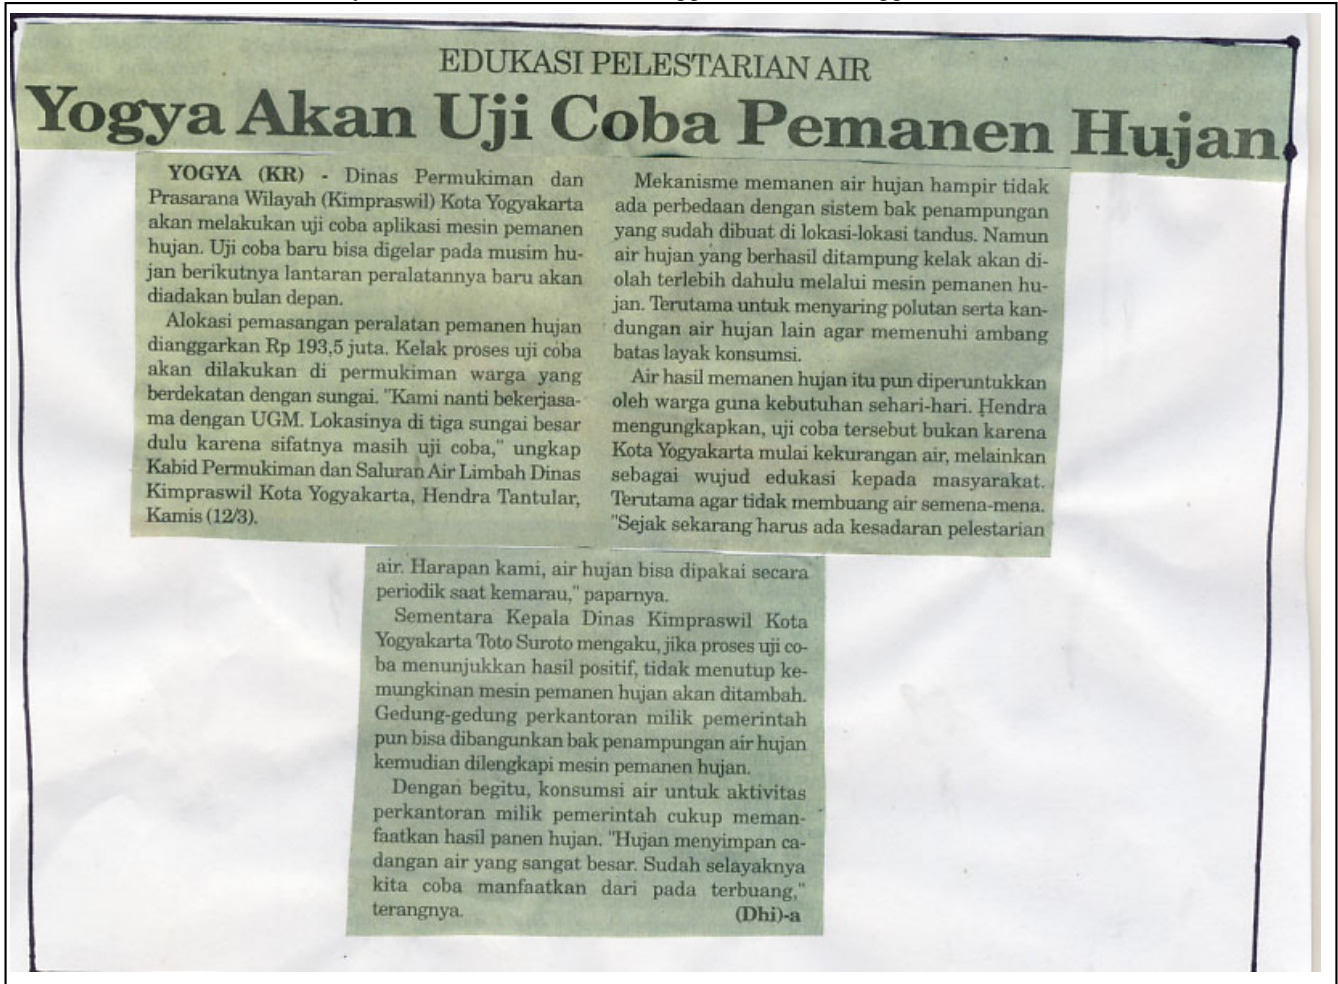 EDUKASI PELESTARIAN AIR
Yogya Akan Uji Coba Pemanen Hujan
YOGYA (KR) - Dinas Permukiman dan
Prasarana Wilayah (Kimpraswil) Kota Yogyakarta
akan melakukan uji coba aplikasi mesin pemanen
hujan. Uji coba baru bisa digelar pada musim hu-
jan berikutnya lantaran peralatannya baru akan
diadakan bulan depan.
Alokasi pemasangan peralatan pemanen hujan
dianggarkan Rp 193,5 juta. Kelak proses uji coba
akan dilakukan di permukiman warga yang
berdekatan dengan sungai. "Kami nanti bekerjasa-
ma dengan UGM. Lokasinya di tiga sungai besar
dulu karena sifatnya masih uji coba," ungkap
Kabid Permukiman dan Saluran Air Limbah Dinas
Kimpraswil Kota Yogyakarta, Hendra Tantular,
Kamis (12/3).
Mekanisme memanen air hujan hampir tidak
ada perbedaan dengan sistem bak penampungan
yang sudah dibuat di lokasi-lokasi tandus. Namun
air hujan yang berhasil ditampung kelak akan di-
olah terlebih dahulu melalui mesin pemanen hu-
jan. Terutama untuk menyaring polutan serta kan-
dungan air hujan lain agar memenuhi ambang
batas layak konsumsi.
Air hasil memanen hujan itu pun diperuntukkan
oleh warga guna kebutuhan sehari-hari. Hendra
mengungkapkan, uji coba tersebut bukan karena
Kota Yogyakarta mulai kekurangan air, melainkan
sebagai wujud edukasi kepada masyarakat.
Terutama agar tidak membuang air semena-mena.
"Sejak sekarang harus ada kesadaran pelestarian
air. Harapan kami, air hujan bisa dipakai secara
periodik saat kemarau," paparnya.
Sementara Kepala Dinas Kimpraswil Kota
Yogyakarta Toto Suroto mengaku, jika proses uji co-
ba menunjukkan hasil positif, tidak menutup ke-
mungkinan mesin pemanen hujan akan ditambah.
Gedung-gedung perkantoran milik pemerintah
pun bisa dibangunkan bak penampungan air hujan
kemudian dilengkapi mesin pemanen hujan.
Dengan begitu, konsumsi air untuk aktivitas
perkantoran milik pemerintah cukup meman-
faatkan hasil panen hujan. "Hujan menyimpan ca-
dangan air yang sangat besar. Sudah selayaknya
kita coba manfaatkan dari pada terbuang,"
terangnya. (Dhi)-a